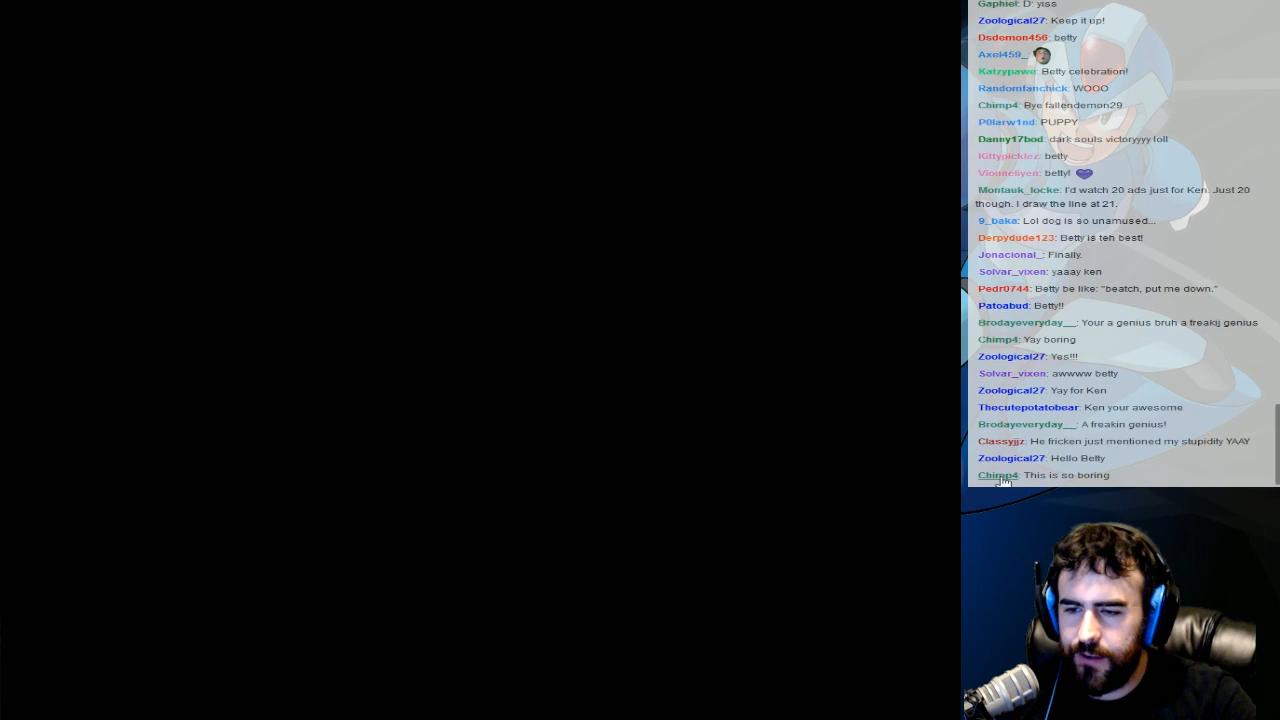 Gaphiel: D: yiss
Zoological27: Keep it up!
Dsdemon456: betty
Axel459_:
Katzypawe: Betty celebration!
Randomfanchick: WOOO
Chimp4: Bye fallendemon29
P0larw1nd: PUPPY
Danny17bod: dark souls victoryyyy loll
Kittypicklez: betty
Viounellyen: betty!
Montauk_locke: I'd watch 20 ads just for Ken. Just 20
though. I draw the line at 21.
9_baka: Lol dog is so unamused...
Derpydude123: Betty is teh best!
Jonacional_: Finally.
Solvar_vixen: yaaay ken
Pedr0744: Betty be like: "beatch, put me down."
Patoabud: Betty!!
Brodayeveryday__: Your a genius bruh a freakij genius
Chimp4: Yay boring
Zoological27: Yes!!!
Solvar_vixen: awwww betty
Zoological27: Yay for Ken
Thecutepotatobear: Ken your awesome
Brodayeveryday__: A freakin genius!
Classyjjz: He fricken just mentioned my stupidity YAAY
Zoological27: Hello Betty
Chimp4: This is so boring